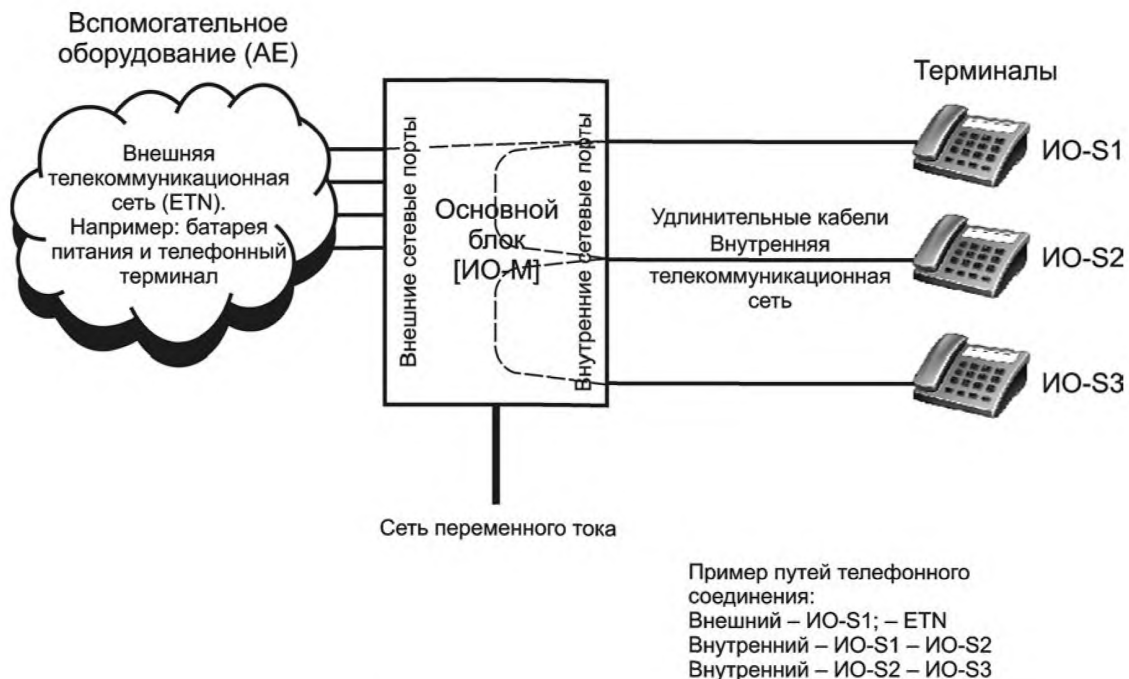 Вспомогательное
оборудование (АЕ)
Внешняя
телекоммуникационная
сеть (ETN).
Например: батарея
питания и телефонный
терминал
Внешние сетевые порты
Основной
блок
[ИО-М]
Внутренние сетевые порты
Удлинительные кабели
Внутренняя
телекоммуникационная
сеть
Терминалы
ИО-S1
ИО-S2
ИО-S3
Сеть переменного тока
Пример путей телефонного
соединения:
Внешний – ИО-S1; – ETN
Внутренний – ИО-S1 – ИО-S2
Внутренний – ИО-S2 – ИО-S3